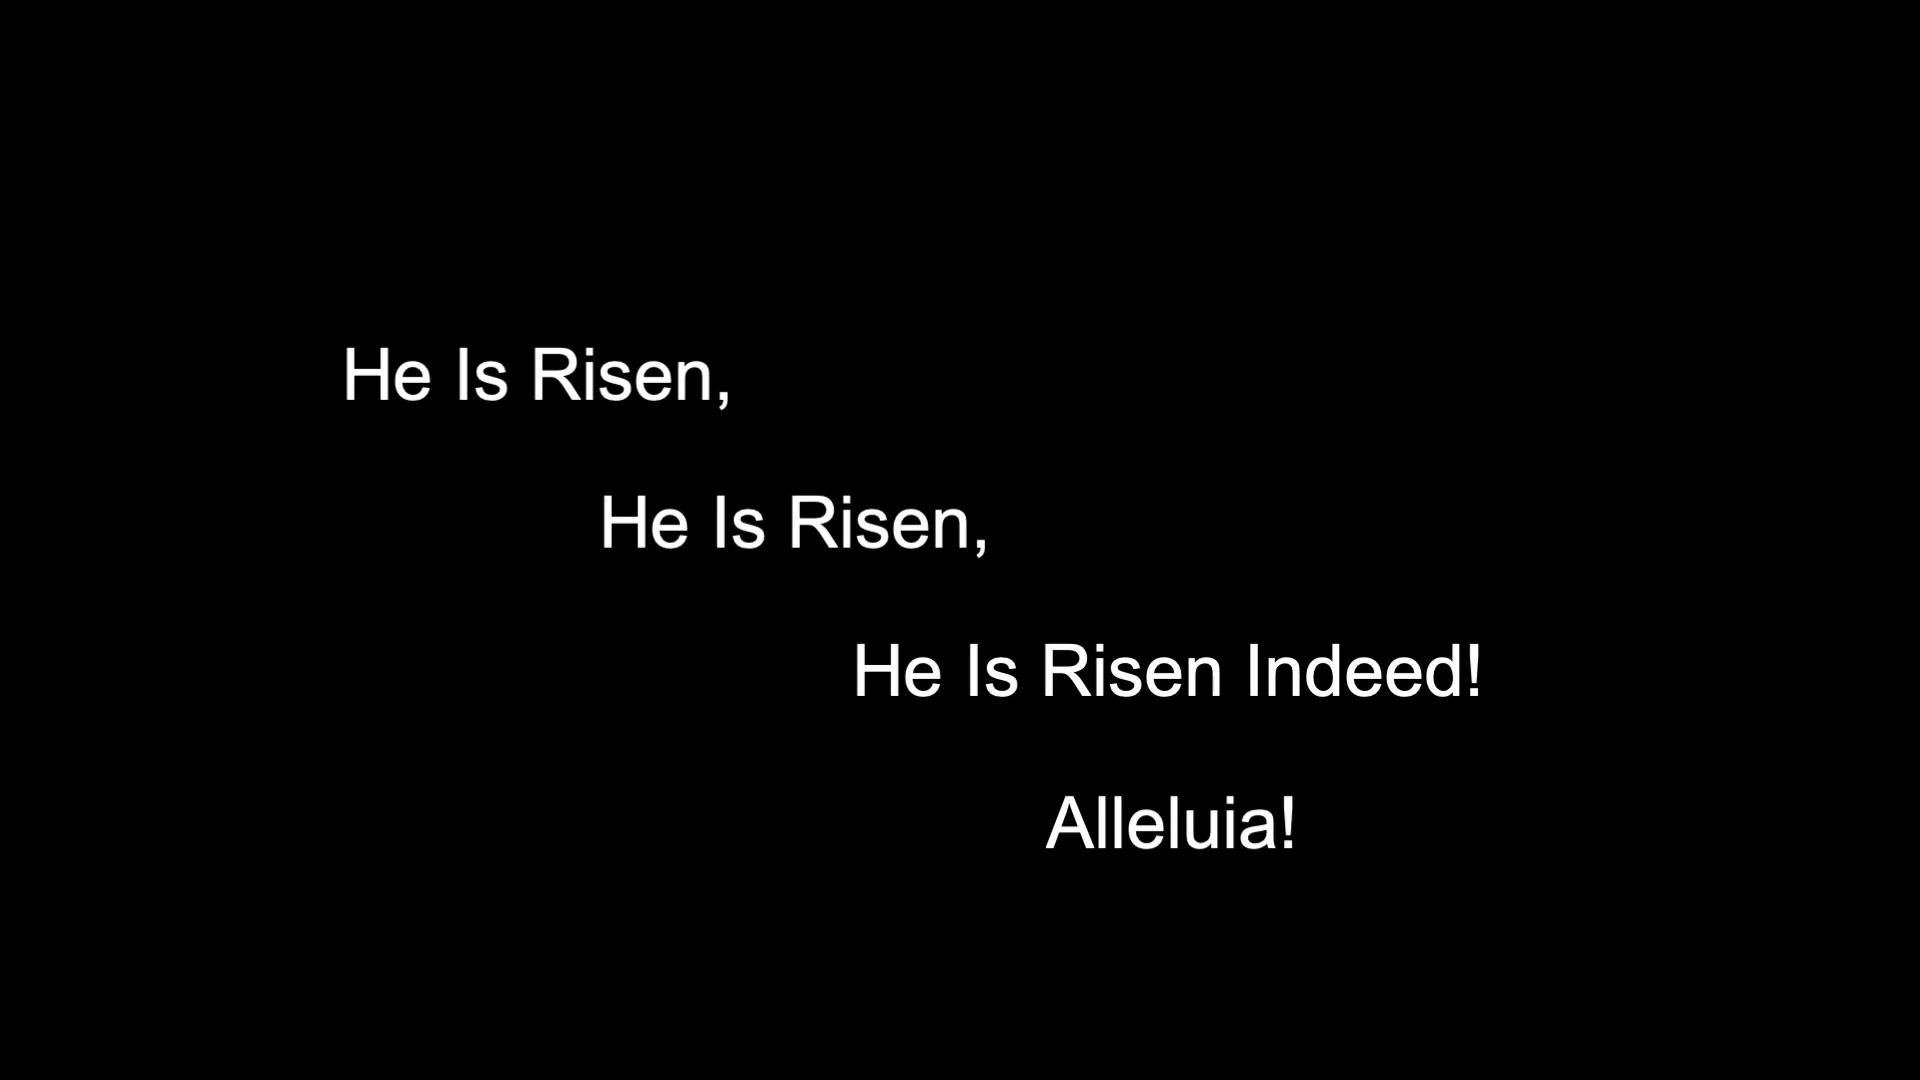 He Is Risen,
He Is Risen,
He Is Risen Indeed!
Alleluia!